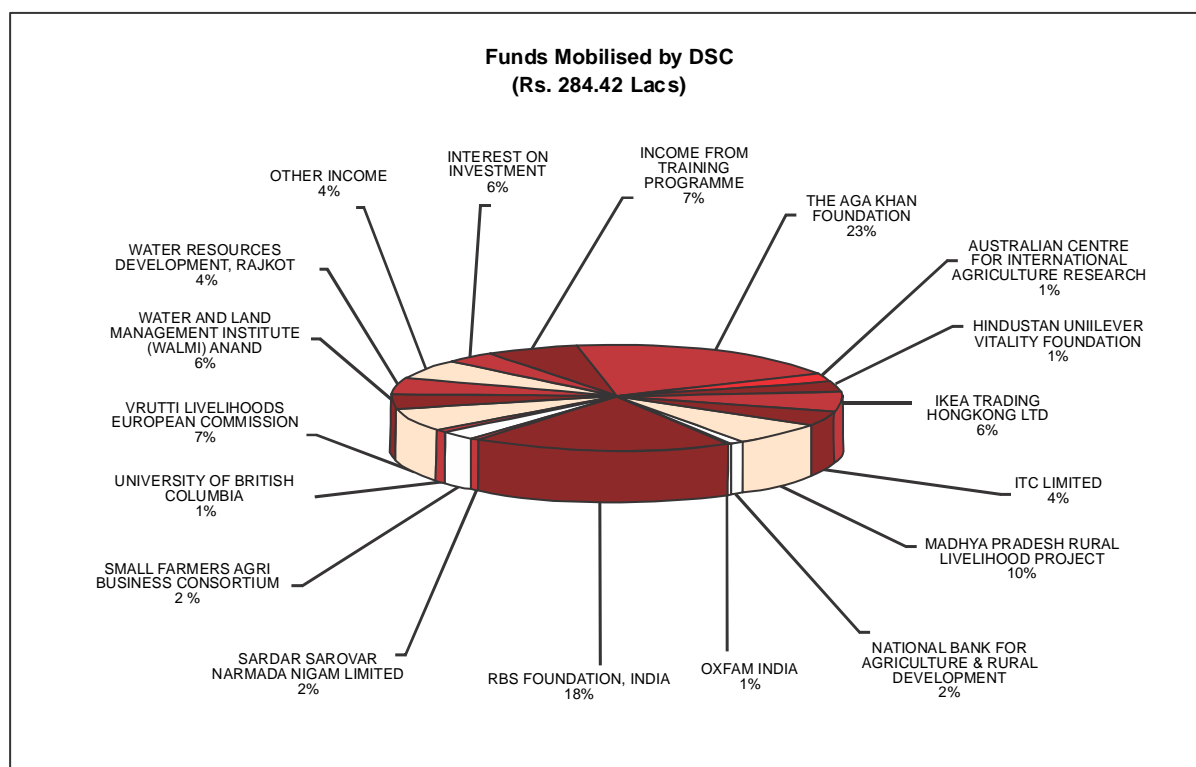 Funds Mobilised by DSC
(Rs. 284.42 Lacs)
INTEREST ON
INVESTMENT
6%
INCOME FROM
TRAINING
PROGRAMME
7%
OTHER INCOME
4%
THE AGA KHAN
FOUNDATION
23%
WATER RESOURCES
DEVELOPMENT, RAJKOT
4%
AUSTRALIAN CENTRE
FOR INTERNATIONAL
AGRICULTURE RESEARCH
1%
WATER AND LAND
MANAGEMENT INSTITUTE
(WALMI) ANAND
6%
HINDUSTAN UNIILEVER
VITALITY FOUNDATION
1%
VRUTTI LIVELIHOODS
EUROPEAN COMMISSION
7%
IKEA TRADING
HONGKONG LTD
6%
UNIVERSITY OF BRITISH
COLUMBIA
1%
ITC LIMITED
4%
SMALL FARMERS AGRI
BUSINESS CONSORTIUM
2 %
MADHYA PRADESH RURAL
LIVELIHOOD PROJECT
10%
SARDAR SAROVAR
NARMADA NIGAM LIMITED
2%
RBS FOUNDATION, INDIA
18%
OXFAM INDIA
1%
NATIONAL BANK FOR
AGRICULTURE & RURAL
DEVELOPMENT
2%